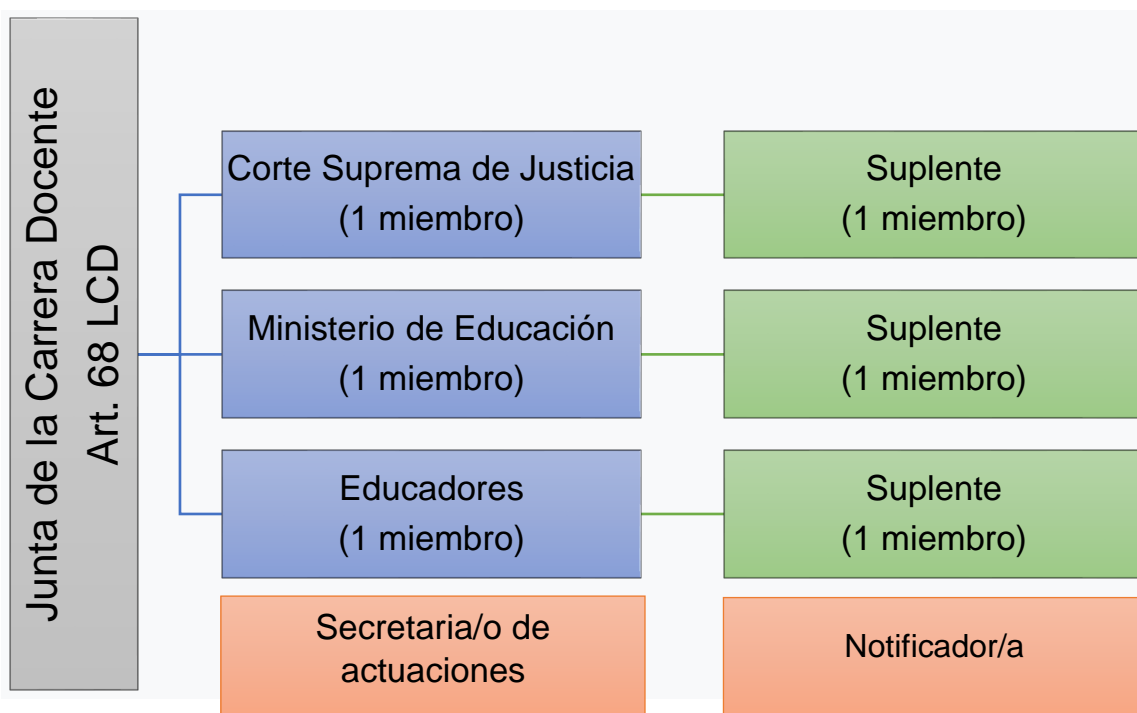 Junta de la Carrera Docente
Art. 68 LCD
Corte Suprema de Justicia
(1 miembro)
Suplente
(1 miembro)
Ministerio de Educación
(1 miembro)
Suplente
(1 miembro)
Educadores
(1 miembro)
Suplente
(1 miembro)
Secretaria/o de
actuaciones
Notificador/a